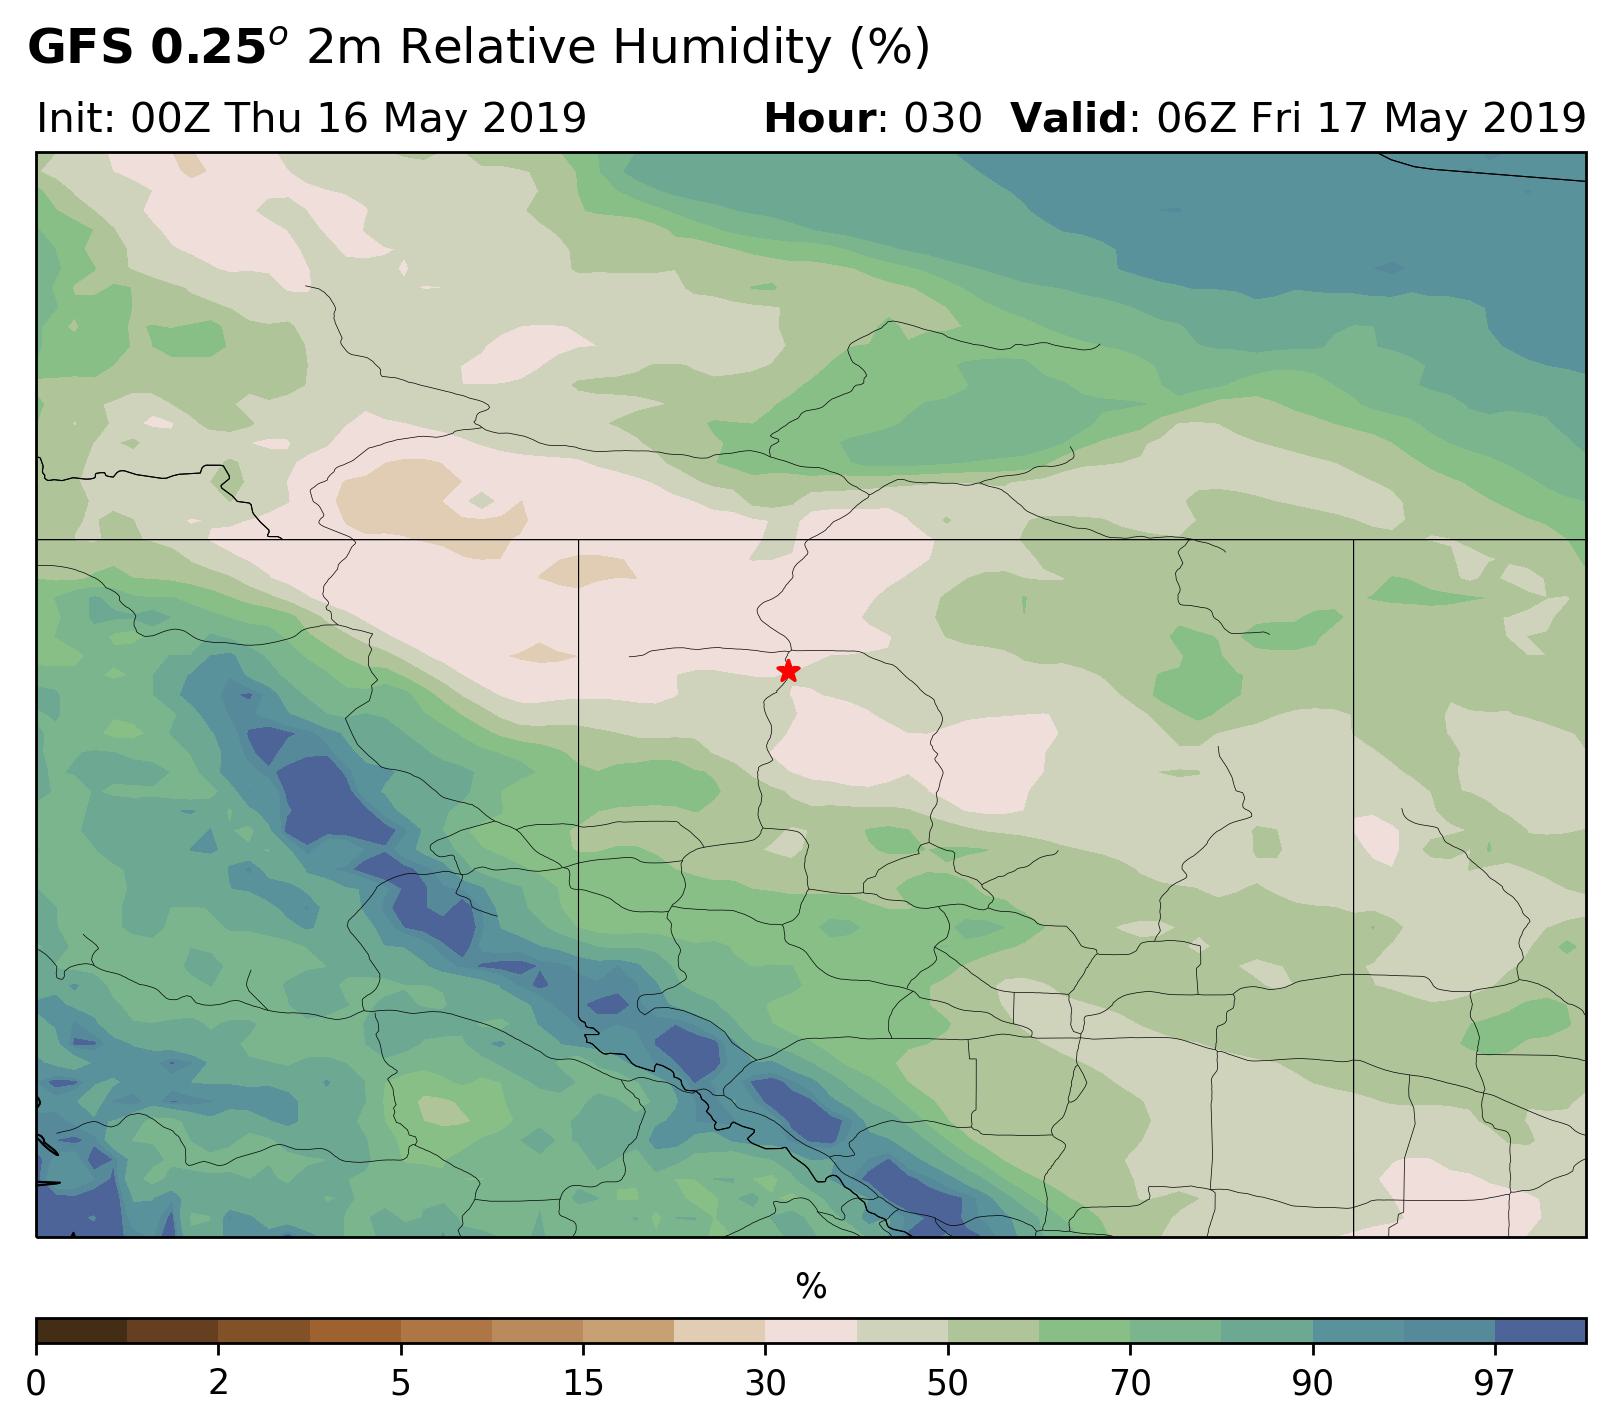 GFS 0.25° 2m Relative Humidity (%)
Init: 00Z Thu 16 May 2019 Hour: 030 Valid: 06Z Fri 17 May 2019
%
0 2 5 15 30 50 70 90 97